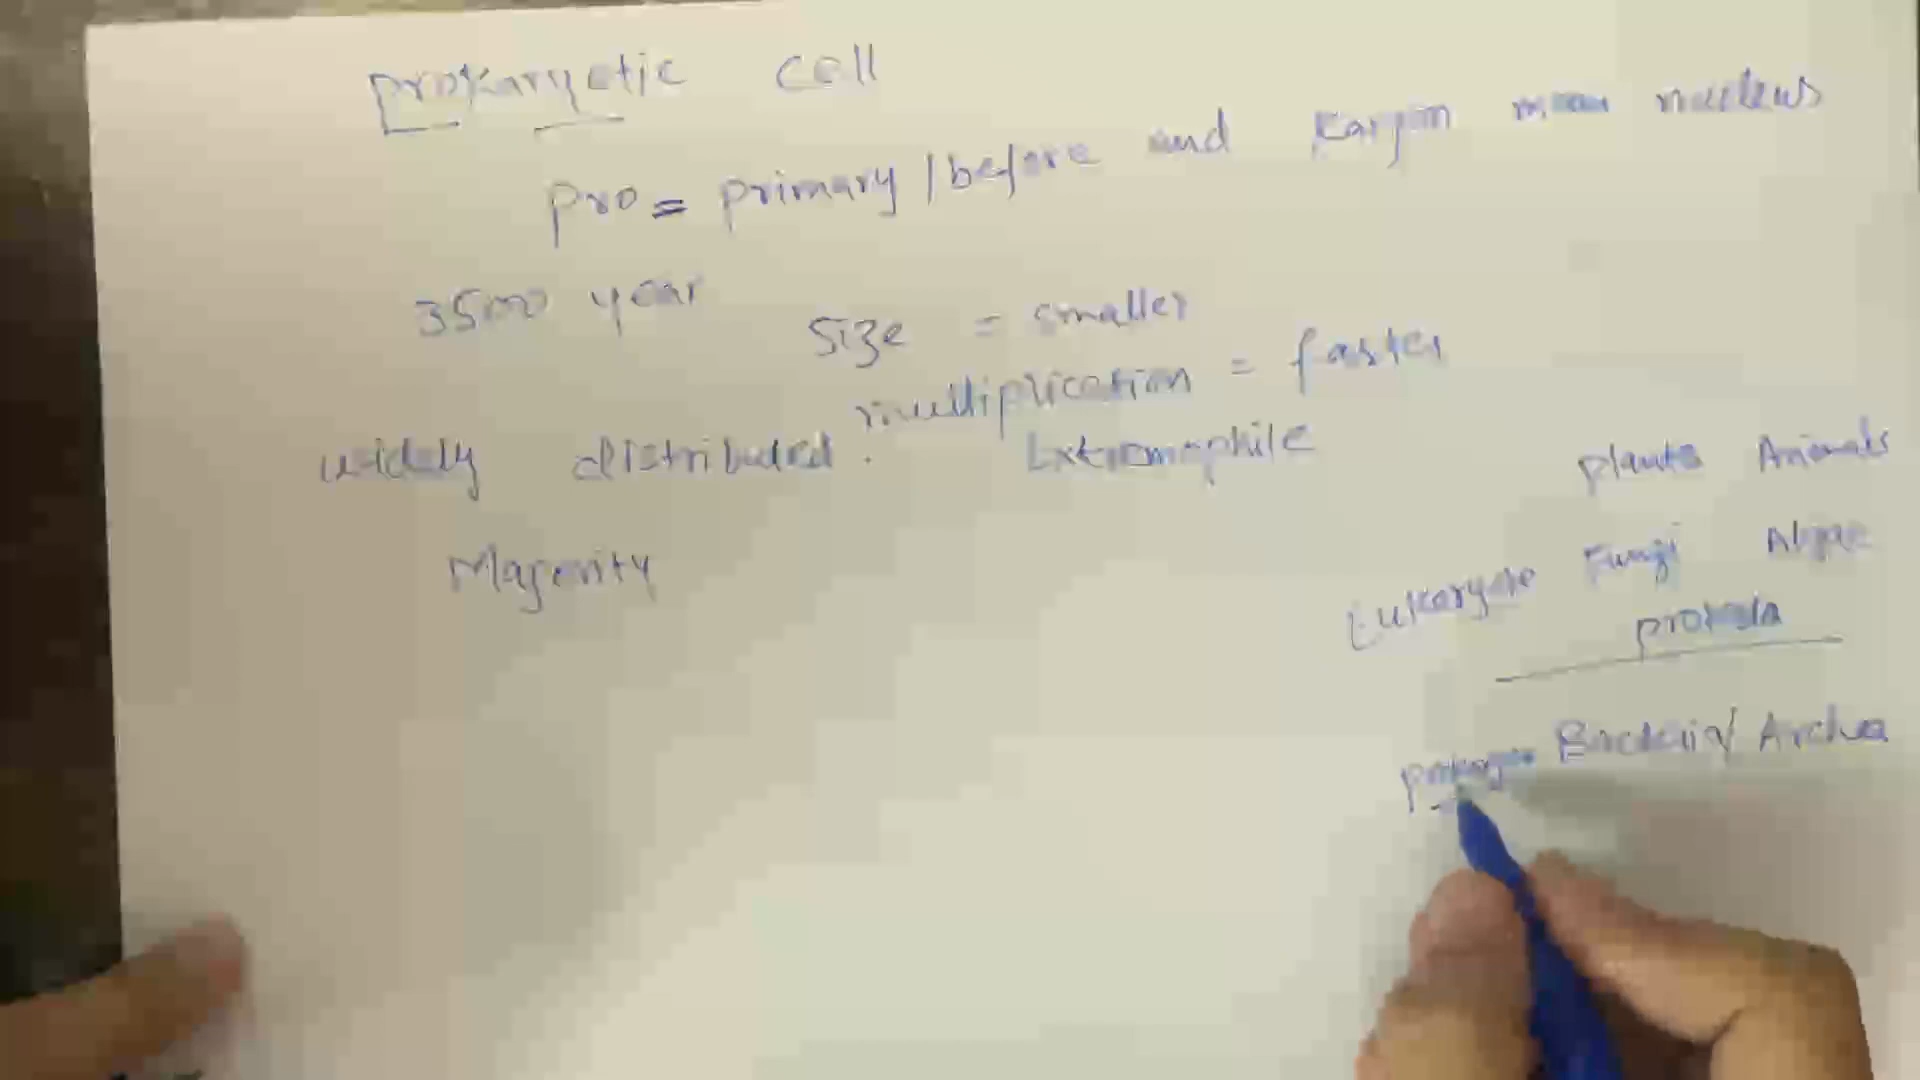 prokaryotic cell
pro = primary / before and karyon mean nucleus
3500 year
size = smaller
multiplication = faster
widely distributed. Extremophile
Majority
plants Animals
Eukaryote Fungi Algae
Bacteria / Archea